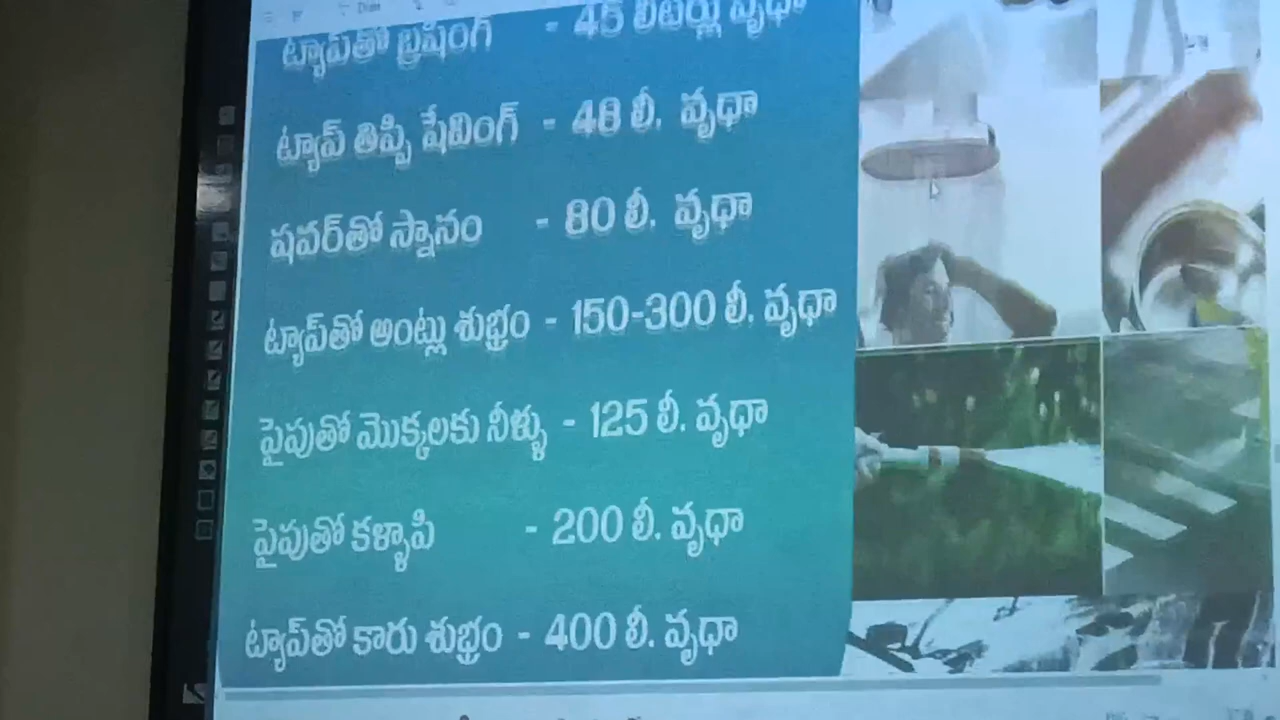 ట్యాప్‌తో బ్రషింగ్ - 45 లీటర్లు వృధా
ట్యాప్ తిప్పి షేవింగ్ - 48 లీ. వృధా
షవర్‌తో స్నానం - 80 లీ. వృధా
ట్యాప్‌తో అంట్లు శుభ్రం - 150-300 లీ. వృధా
పైపుతో మొక్కలకు నీళ్ళు - 125 లీ. వృధా
పైపుతో కళ్ళాపి - 200 లీ. వృధా
ట్యాప్‌తో కారు శుభ్రం - 400 లీ. వృధా